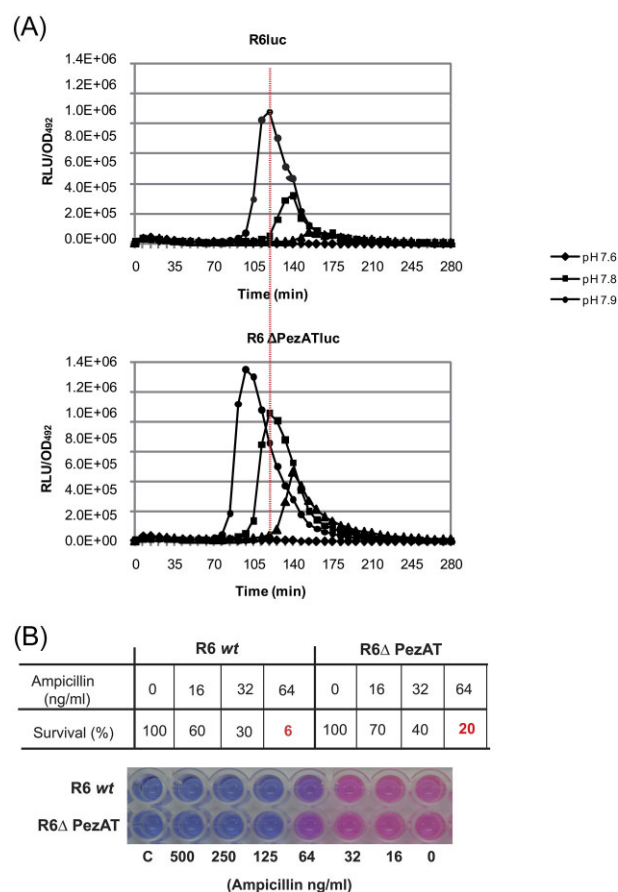 (A)
R6luc
1.4E+06
1.2E+06
1.0E+06
8.0E+05
6.0E+05
4.0E+05
2.0E+05
0.0E+00
RLU/OD492
0 35 70 105 140 175 210 245 280
Time (min)
pH 7.6
pH 7.8
pH 7.9
R6 ΔPezATluc
1.4E+06
1.2E+06
1.0E+06
8.0E+05
6.0E+05
4.0E+05
2.0E+05
0.0E+00
RLU/OD492
0 35 70 105 140 175 210 245 280
Time (min)
(B)
R6 wt R6Δ PezAT
Ampicillin (ng/ml) 0 16 32 64 0 16 32 64
Survival (%) 100 60 30 6 100 70 40 20
R6 wt
R6Δ PezAT
C 500 250 125 64 32 16 0
(Ampicillin ng/ml)